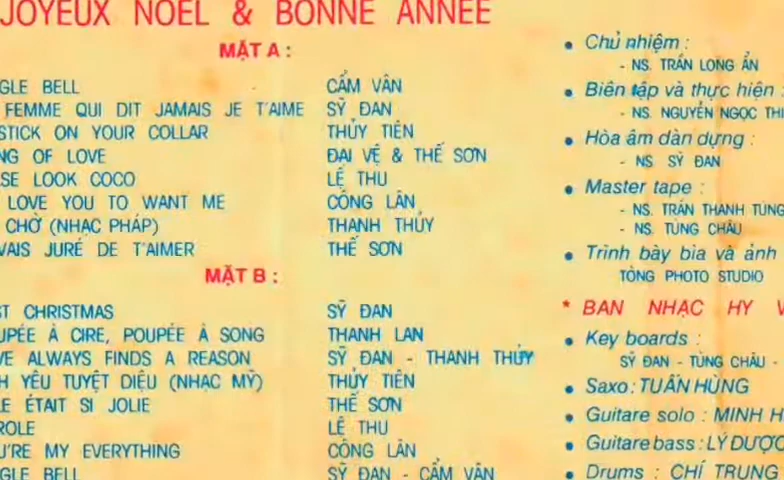 JOYEUX NOEL & BONNE ANNÉE
MẶT A :
GLE BELL CẨM VÂN
FEMME QUI DIT JAMAIS JE T'AIME SỸ ĐAN
STICK ON YOUR COLLAR THỦY TIÊN
NG OF LOVE ĐẠI VỆ & THẾ SƠN
SE LOOK COCO LỆ THU
LOVE YOU TO WANT ME CÔNG LÂN
CHỜ (NHẠC PHÁP) THANH THỦY
VAIS JURÉ DE T'AIMER THẾ SƠN
MẶT B :
ST CHRISTMAS SỸ ĐAN
UPÉE À CIRE, POUPÉE À SONG THANH LAN
VE ALWAYS FINDS A REASON SỸ ĐAN - THANH THỦY
H YÊU TUYỆT DIỆU (NHẠC MỸ) THỦY TIÊN
LE ÉTAIT SI JOLIE THẾ SƠN
ROLE LỆ THU
U'RE MY EVERYTHING CÔNG LÂN
GLE BELL SỸ ĐAN - CẨM VÂN
• Chủ nhiệm :
- NS. TRẦN LONG ẨN
• Biên tập và thực hiện :
- NS. NGUYỄN NGỌC THI
• Hòa âm dàn dựng :
- NS SỸ ĐAN
• Master tape :
- NS. TRẦN THANH TÙNG
- NS. TÙNG CHÂU
• Trình bày bìa và ảnh
TÒNG PHOTO STUDIO
* BAN NHẠC HY V
• Key boards :
SỸ ĐAN - TÙNG CHÂU -
• Saxo : TUẤN HÙNG
• Guitare solo : MINH H
• Guitare bass : LÝ DƯỢC
• Drums : CHÍ TRUNG